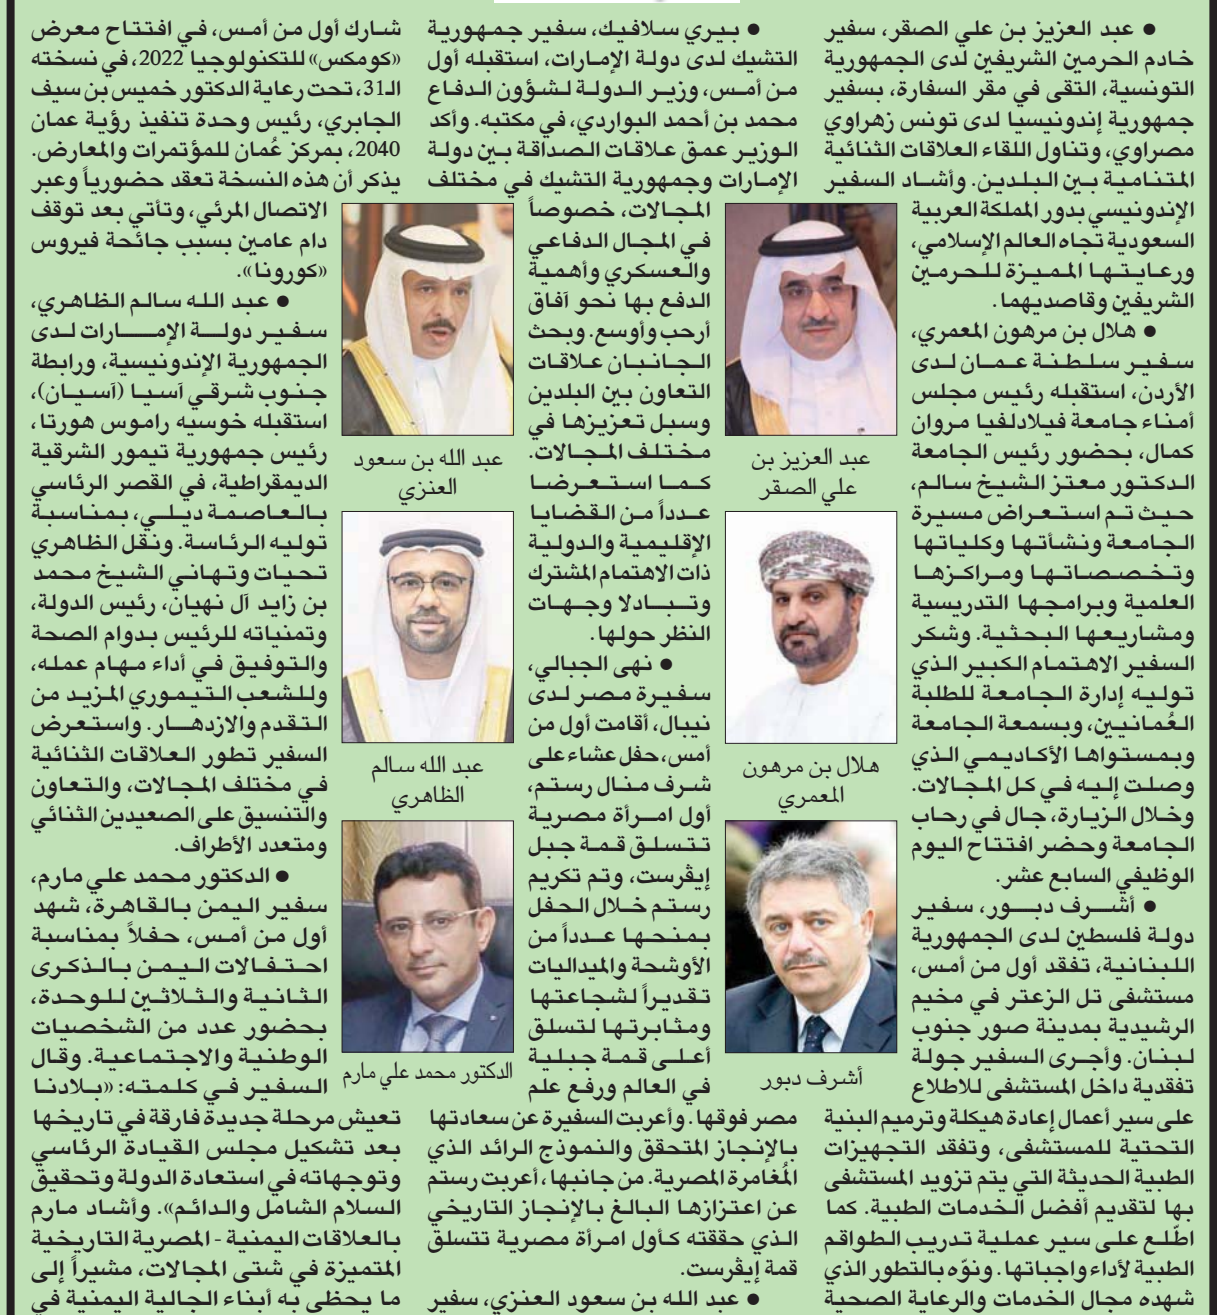 ● عبد العزيز بن علي الصقر، سفير
خادم الحرمين الشريفين لدى الجمهورية
التونسية، التقى في مقر السفارة، بسفير
جمهورية إندونيسيا لدى تونس زهراوي
مصراوي، وتناول اللقاء العلاقات الثنائية
المتنامية بين البلدين. وأشاد السفير
الإندونيسي بدور المملكة العربية
السعودية تجاه العالم الإسلامي،
ورعايتها المميزة للحرمين
الشريفين وقاصديهما.
● هلال بن مرهون المعمري،
سفير سلطنة عمان لدى
الأردن، استقبله رئيس مجلس
أمناء جامعة فيلادلفيا مروان
كمال، بحضور رئيس الجامعة
الدكتور معتز الشيخ سالم،
حيث تم استعراض مسيرة
الجامعة ونشأتها وكلياتها
وتخصصاتها ومراكزها
العلمية وبرامجها التدريسية
ومشاريعها البحثية. وشكر
السفير الاهتمام الكبير الذي
توليه إدارة الجامعة للطلبة
العُمانيين، وبسمعة الجامعة
وبمستواها الأكاديمي الذي
وصلت إليه في كل المجالات.
وخلال الزيارة، جال في رحاب
الجامعة وحضر افتتاح اليوم
الوظيفي السابع عشر.
● أشرف دبور، سفير
دولة فلسطين لدى الجمهورية
اللبنانية، تفقد أول من أمس،
مستشفى تل الزعتر في مخيم
الرشيدية بمدينة صور جنوب
لبنان. وأجرى السفير جولة
تفقدية داخل المستشفى للاطلاع
على سير أعمال إعادة هيكلة وترميم البنية
التحتية للمستشفى، وتفقد التجهيزات
الطبية الحديثة التي يتم تزويد المستشفى
بها لتقديم أفضل الخدمات الطبية. كما
اطّلع على سير عملية تدريب الطواقم
الطبية لأداء واجباتها. ونوّه بالتطور الذي
شهده مجال الخدمات والرعاية الصحية
عبد العزيز بن
علي الصقر
هلال بن مرهون
المعمري
أشرف دبور
● بيري سلافيك، سفير جمهورية
التشيك لدى دولة الإمارات، استقبله أول
من أمس، وزير الدولة لشؤون الدفاع
محمد بن أحمد البواردي، في مكتبه. وأكد
الوزير عمق علاقات الصداقة بين دولة
الإمارات وجمهورية التشيك في مختلف
المجالات، خصوصاً
في المجال الدفاعي
والعسكري وأهمية
الدفع بها نحو آفاق
أرحب وأوسع. وبحث
الجانبان علاقات
التعاون بين البلدين
وسبل تعزيزها في
مختلف المجالات.
كما استعرضا
عدداً من القضايا
الإقليمية والدولية
ذات الاهتمام المشترك
وتبادلا وجهات
النظر حولها.
● نهى الجبالي،
سفيرة مصر لدى
نيبال، أقامت أول من
أمس، حفل عشاء على
شرف منال رستم،
أول امرأة مصرية
تتسلق قمة جبل
إيڤرست، وتم تكريم
رستم خلال الحفل
بمنحها عدداً من
الأوشحة والميداليات
تقديراً لشجاعتها
ومثابرتها لتسلق
أعلى قمة جبلية
في العالم ورفع علم
مصر فوقها. وأعربت السفيرة عن سعادتها
بالإنجاز المتحقق والنموذج الرائد الذي
المُغامرة المصرية. من جانبها، أعربت رستم
عن اعتزازها البالغ بالإنجاز التاريخي
الذي حققته كأول امرأة مصرية تتسلق
قمة إيڤرست.
● عبد الله بن سعود العنزي، سفير
عبد الله بن سعود
العنزي
عبد الله سالم
الظاهري
الدكتور محمد علي مارم
شارك أول من أمس، في افتتاح معرض
«كومكس» للتكنولوجيا 2022، في نسخته
الـ31، تحت رعاية الدكتور خميس بن سيف
الجابري، رئيس وحدة تنفيذ رؤية عمان
2040، بمركز عُمان للمؤتمرات والمعارض.
يذكر أن هذه النسخة تعقد حضورياً وعبر
الاتصال المرئي، وتأتي بعد توقف
دام عامين بسبب جائحة فيروس
«كورونا».
● عبد الله سالم الظاهري،
سفير دولة الإمارات لدى
الجمهورية الإندونيسية، ورابطة
جنوب شرقي آسيا (آسيان)،
استقبله خوسيه راموس هورتا،
رئيس جمهورية تيمور الشرقية
الديمقراطية، في القصر الرئاسي
بالعاصمة ديلي، بمناسبة
توليه الرئاسة. ونقل الظاهري
تحيات وتهاني الشيخ محمد
بن زايد آل نهيان، رئيس الدولة،
وتمنياته للرئيس بدوام الصحة
والتوفيق في أداء مهام عمله،
وللشعب التيموري المزيد من
التقدم والازدهار. واستعرض
السفير تطور العلاقات الثنائية
في مختلف المجالات، والتعاون
والتنسيق على الصعيدين الثنائي
ومتعدد الأطراف.
● الدكتور محمد علي مارم،
سفير اليمن بالقاهرة، شهد
أول من أمس، حفلاً بمناسبة
احتفالات اليمن بالذكرى
الثانية والثلاثين للوحدة،
بحضور عدد من الشخصيات
الوطنية والاجتماعية. وقال
السفير في كلمته: «بلادنا
تعيش مرحلة جديدة فارقة في تاريخها
بعد تشكيل مجلس القيادة الرئاسي
وتوجهاته في استعادة الدولة وتحقيق
السلام الشامل والدائم». وأشاد مارم
بالعلاقات اليمنية - المصرية التاريخية
المتميزة في شتى المجالات، مشيراً إلى
ما يحظى به أبناء الجالية اليمنية في